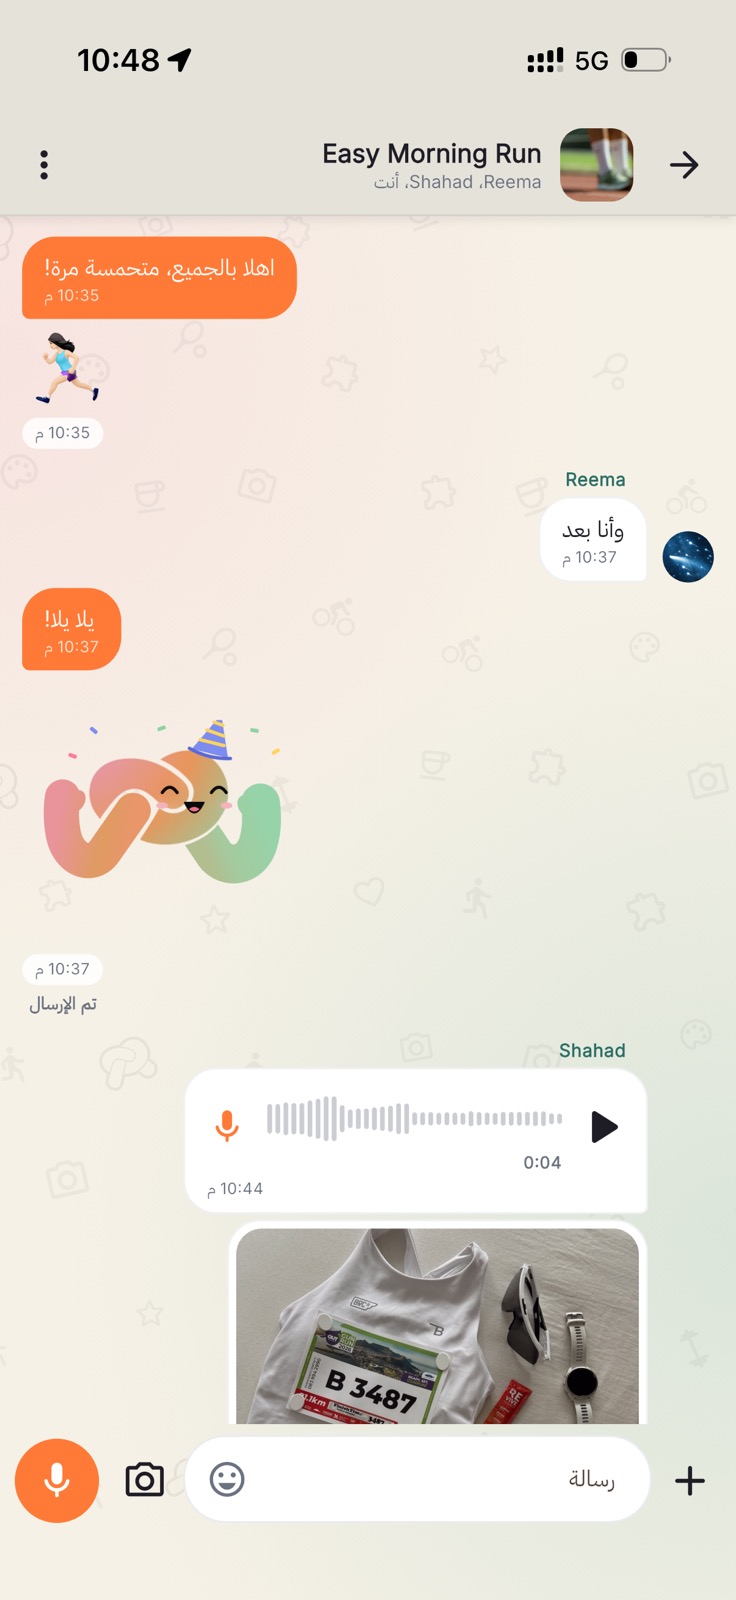 10:48
5G
Easy Morning Run
Reema، Shahad، أنت
اهلا بالجميع، متحمسة مرة!
10:35 م
10:35 م
Reema
وأنا بعد
10:37 م
يلا يلا!
10:37 م
10:37 م
تم الإرسال
Shahad
0:04
10:44 م
B 3487
3487
رسالة